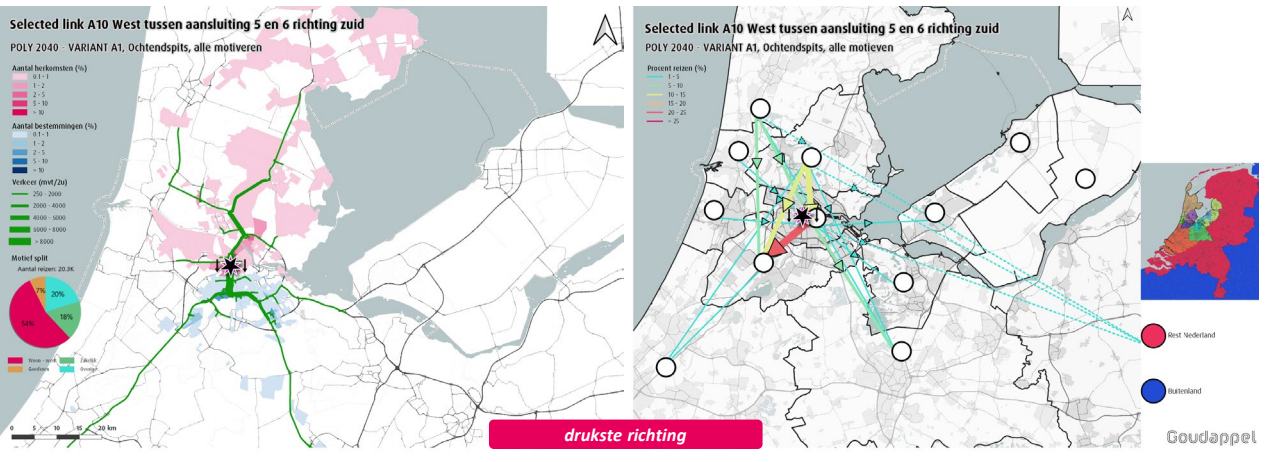 Selected link A10 West tussen aansluiting 5 en 6 richting zuid
POLY 2040 - VARIANT A1, Ochtendspits, alle motiveren
Aantal herkomsten (%)
0.1 - 1
1 - 2
2 - 5
5 - 10
> 10
Aantal bestemmingen (%)
0.1 - 1
1 - 2
2 - 5
5 - 10
> 10
Verkeer (mvt/2u)
250 - 2000
2000 - 4000
4000 - 6000
6000 - 8000
> 8000
Motief split
Aantal reizen: 20.3K
7%
20%
18%
54%
Woon - werk
Zakelijk
Goederen
Overige
0 5 10 15 20 km
Selected link A10 West tussen aansluiting 5 en 6 richting zuid
POLY 2040 - VARIANT A1, Ochtendspits, alle motieven
Procent reizen (%)
1 - 5
5 - 10
10 - 15
15 - 20
20 - 25
> 25
Rest Nederland
Buitenland
drukste richting
Goudappel